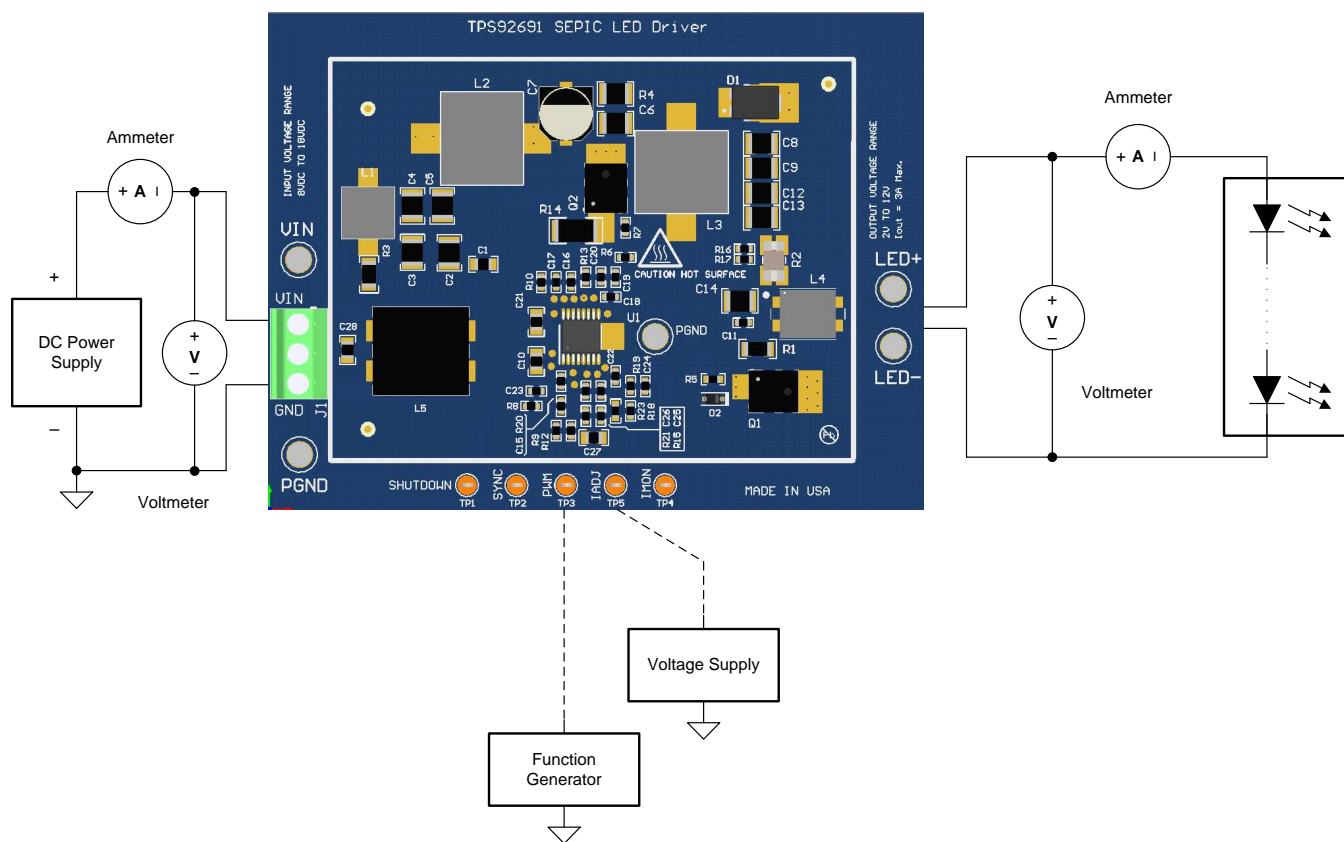 TPS92691 SEPIC LED Driver
INPUT VOLTAGE RANGE
8VDC TO 18VDC
OUTPUT VOLTAGE RANGE
2V TO 12V
Iout = 3A Max.
Ammeter
+ A -
Ammeter
+ A -
DC Power
Supply
+
–
+
V
–
Voltmeter
+
V
–
Voltmeter
VIN
VIN
GND
J1
PGND
LED+
LED-
L2
C7
R4
C6
D1
L1
C4
C5
Q2
R14
R7
L3
C8
C9
C12
C13
R3
C3
C2
C1
R6
CAUTION HOT SURFACE
R16
R17
R2
R10
C17
C16
R13
C20
C19
C18
C21
U1
PGND
C14
L4
C11
R1
C28
L5
C10
C22
R19
C24
R5
D2
Q1
C23
R8
C15
R20
R9
R12
C27
R23
R18
C26
C25
R21
R15
SHUTDOWN
TP1
SYNC
TP2
PWM
TP3
IADJ
TP5
IMON
TP4
MADE IN USA
Voltage Supply
Function
Generator